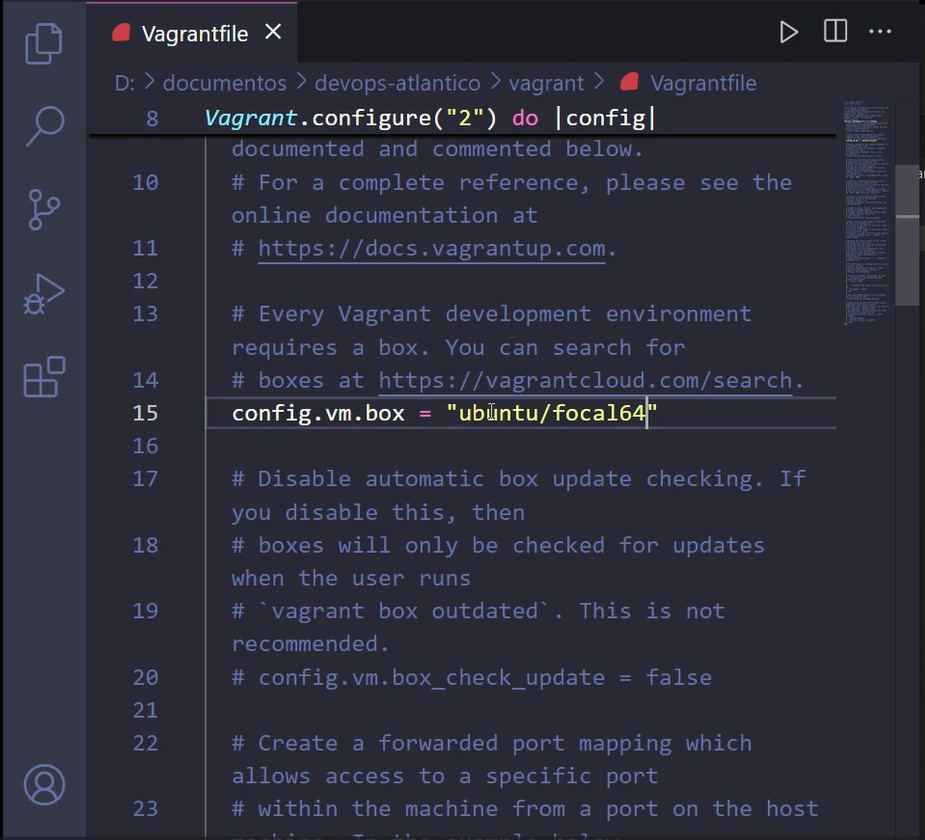 Vagrantfile
D: > documentos > devops-atlantico > vagrant > Vagrantfile
8 Vagrant.configure("2") do |config|
documented and commented below.
10 # For a complete reference, please see the
online documentation at
11 # https://docs.vagrantup.com.
12
13 # Every Vagrant development environment
requires a box. You can search for
14 # boxes at https://vagrantcloud.com/search.
15 config.vm.box = "ubuntu/focal64"
16
17 # Disable automatic box update checking. If
you disable this, then
18 # boxes will only be checked for updates
when the user runs
19 # `vagrant box outdated`. This is not
recommended.
20 # config.vm.box_check_update = false
21
22 # Create a forwarded port mapping which
allows access to a specific port
23 # within the machine from a port on the host